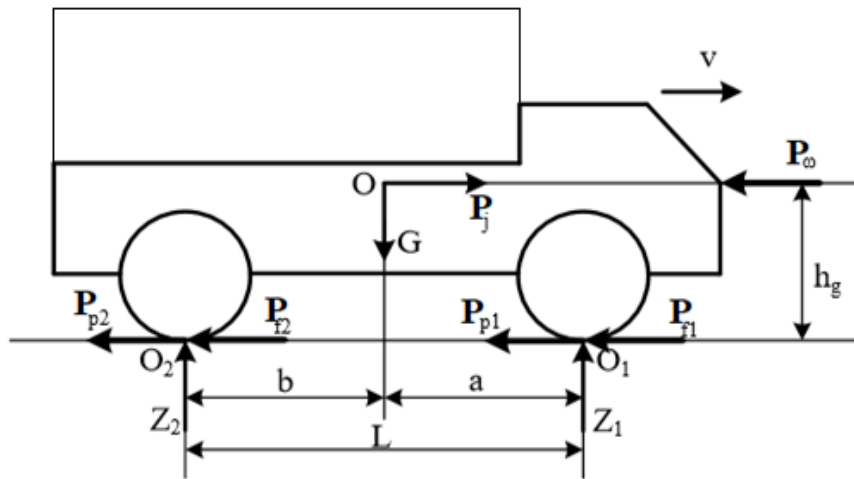 v
P_ω
O
P_j
G
h_g
P_p2
P_f2
P_p1
P_f1
O_2
O_1
b
a
Z_2
L
Z_1